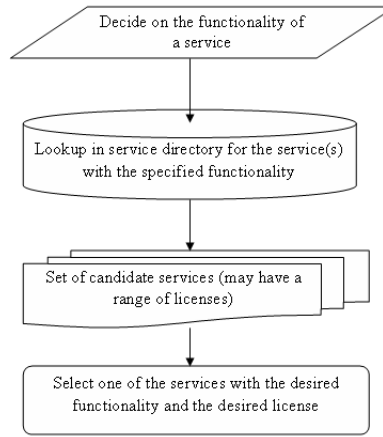 Decide on the functionality of
a service
Lookup in service directory for the service(s)
with the specified functionality
Set of candidate services (may have a
range of licenses)
Select one of the services with the desired
functionality and the desired license